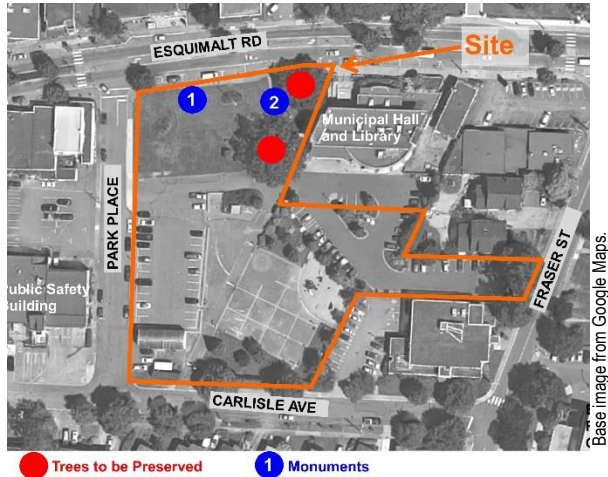 ESQUIMALT RD
Site
1
2
Municipal Hall
and Library
PARK PLACE
Public Safety
Building
FRASER ST
CARLISLE AVE
Base image from Google Maps.
Trees to be Preserved
1 Monuments